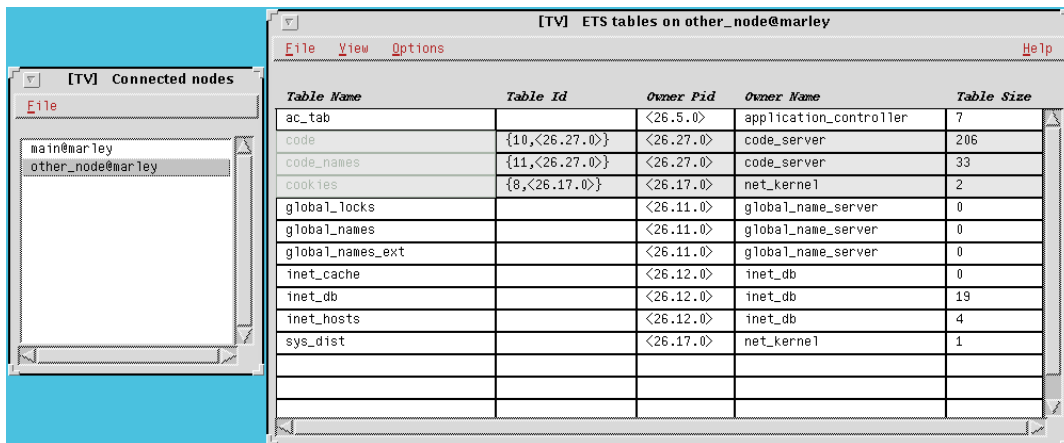 [TV] Connected nodes
File
main@marley
other_node@marley
[TV] ETS tables on other_node@marley
File View Options Help
Table Name Table Id Owner Pid Owner Name Table Size
ac_tab <26.5.0> application_controller 7
code {10,<26.27.0>} <26.27.0> code_server 206
code_names {11,<26.27.0>} <26.27.0> code_server 33
cookies {8,<26.17.0>} <26.17.0> net_kernel 2
global_locks <26.11.0> global_name_server 0
global_names <26.11.0> global_name_server 0
global_names_ext <26.11.0> global_name_server 0
inet_cache <26.12.0> inet_db 0
inet_db <26.12.0> inet_db 19
inet_hosts <26.12.0> inet_db 4
sys_dist <26.17.0> net_kernel 1